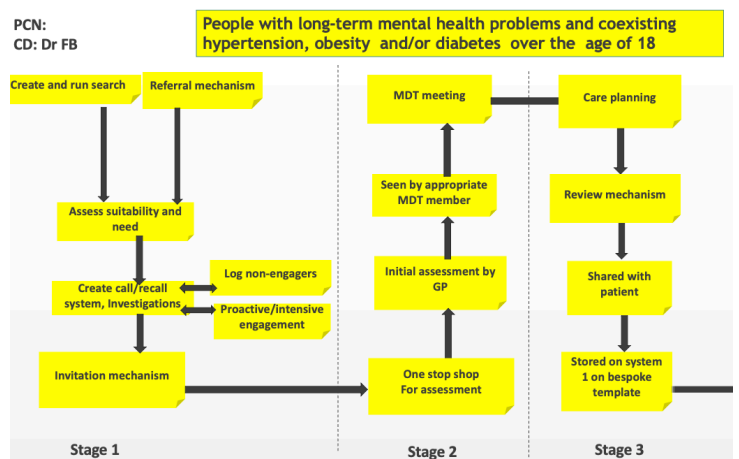 PCN:
CD: Dr FB
People with long-term mental health problems and coexisting
hypertension, obesity and/or diabetes over the age of 18
Create and run search
Referral mechanism
Assess suitability and
need
Create call/recall
system, Investigations
Log non-engagers
Proactive/intensive
engagement
Invitation mechanism
Stage 1
MDT meeting
Seen by appropriate
MDT member
Initial assessment by
GP
One stop shop
For assessment
Stage 2
Care planning
Review mechanism
Shared with
patient
Stored on system
1 on bespoke
template
Stage 3